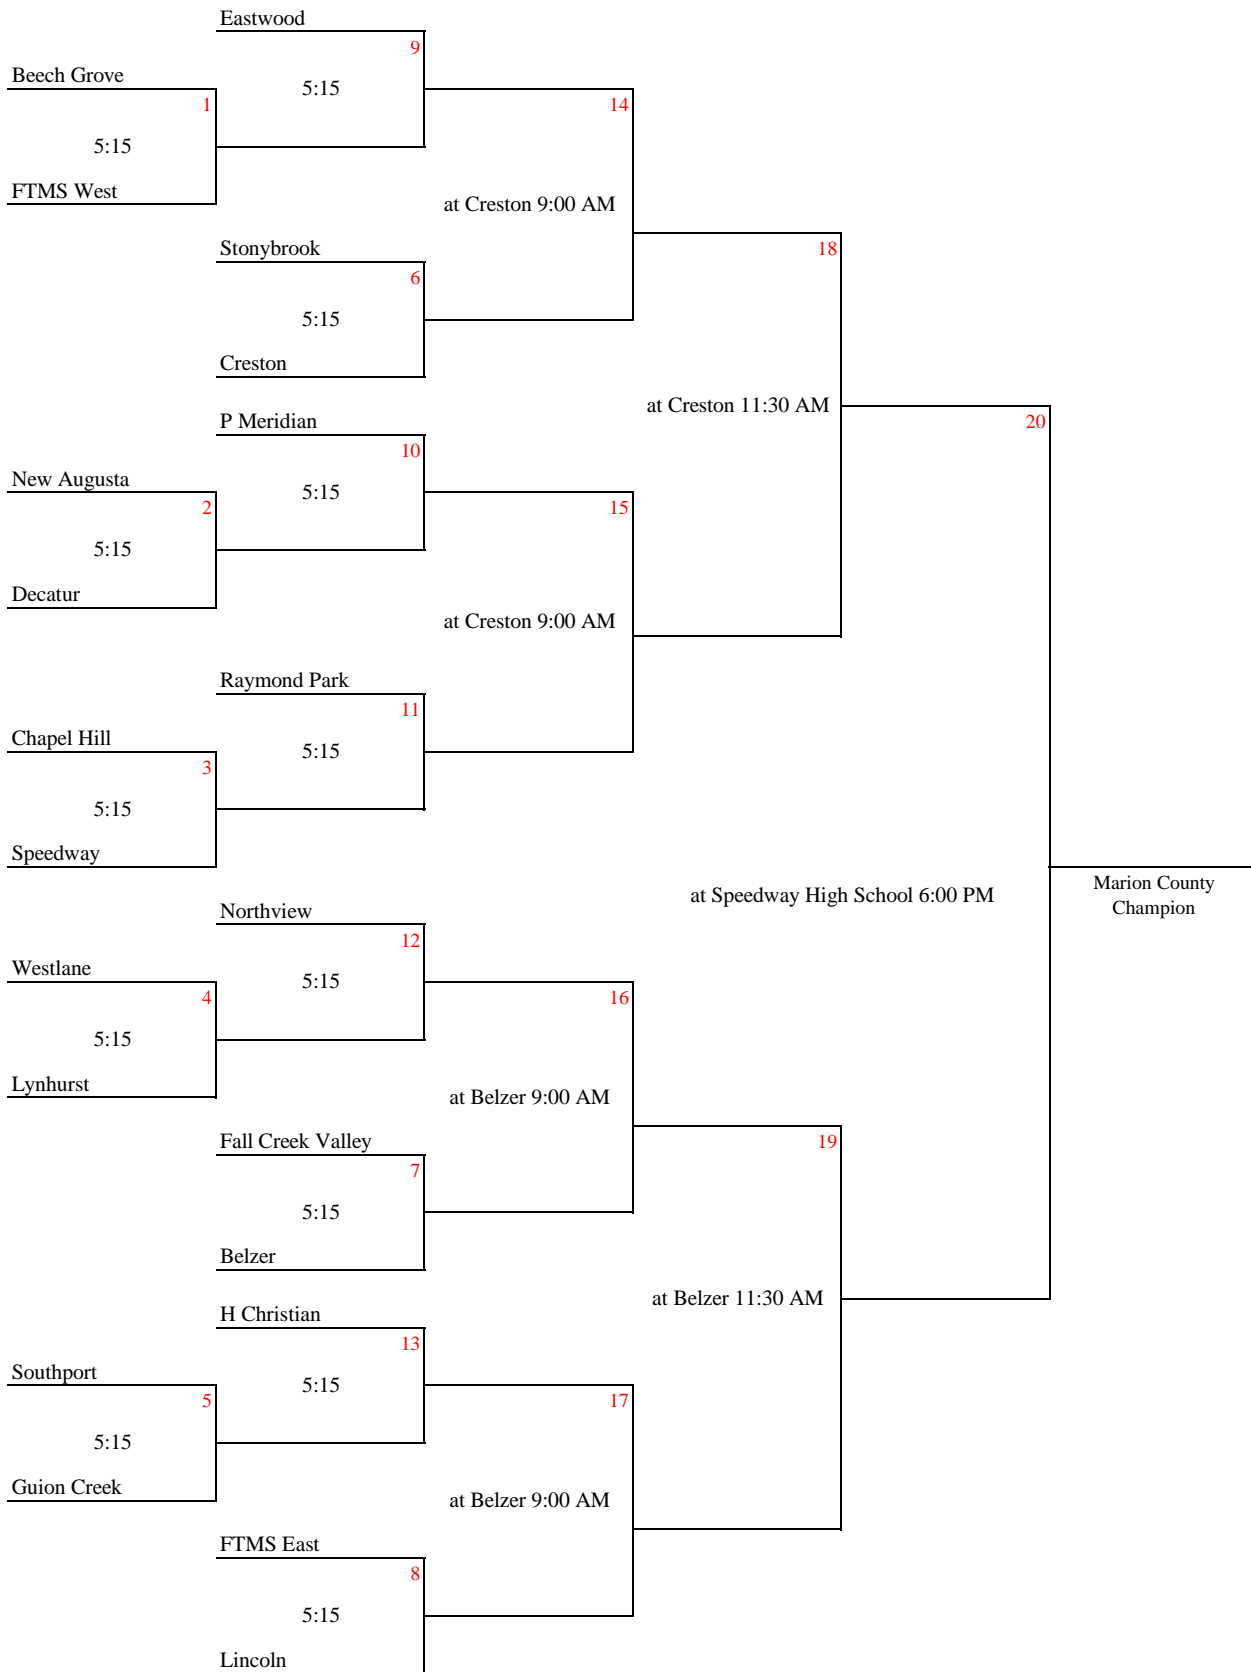 Eastwood
9
Beech Grove
5:15
1
14
5:15
FTMS West
at Creston 9:00 AM
Stonybrook
18
6
5:15
Creston
at Creston 11:30 AM
P Meridian
20
10
New Augusta
5:15
2
15
5:15
Decatur
at Creston 9:00 AM
Raymond Park
11
Chapel Hill
5:15
3
5:15
Speedway
at Speedway High School 6:00 PM
Marion County
Champion
Northview
12
Westlane
5:15
4
16
5:15
Lynhurst
at Belzer 9:00 AM
Fall Creek Valley
19
7
5:15
Belzer
at Belzer 11:30 AM
H Christian
13
Southport
5:15
5
17
5:15
Guion Creek
at Belzer 9:00 AM
FTMS East
8
5:15
Lincoln